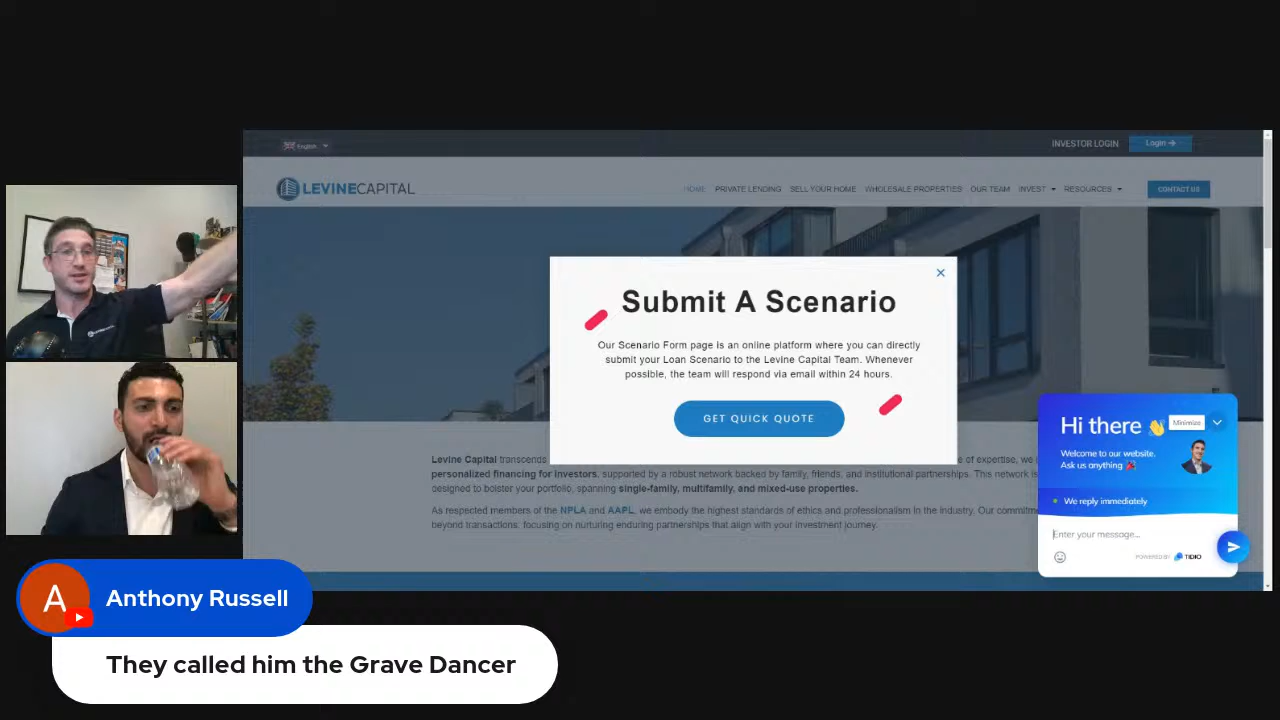 English
INVESTOR LOGIN
Login →
LEVINECAPITAL
HOME
PRIVATE LENDING
SELL YOUR HOME
WHOLESALE PROPERTIES
OUR TEAM
INVEST
RESOURCES
CONTACT US
Submit A Scenario
Our Scenario Form page is an online platform where you can directly
submit your Loan Scenario to the Levine Capital Team. Whenever
possible, the team will respond via email within 24 hours.
GET QUICK QUOTE
Levine Capital transcends
e of expertise, we
personalized financing for investors, supported by a robust network backed by family, friends, and institutional partnerships. This network is
designed to bolster your portfolio, spanning single-family, multifamily, and mixed-use properties.
As respected members of the NPLA and AAPL, we embody the highest standards of ethics and professionalism in the industry. Our commitm
beyond transactions: focusing on nurturing enduring partnerships that align with your investment journey.
Hi there 👋
Minimize
Welcome to our website.
Ask us anything 🎉
We reply immediately
Enter your message...
POWERED BY TIDIO
A
Anthony Russell
They called him the Grave Dancer